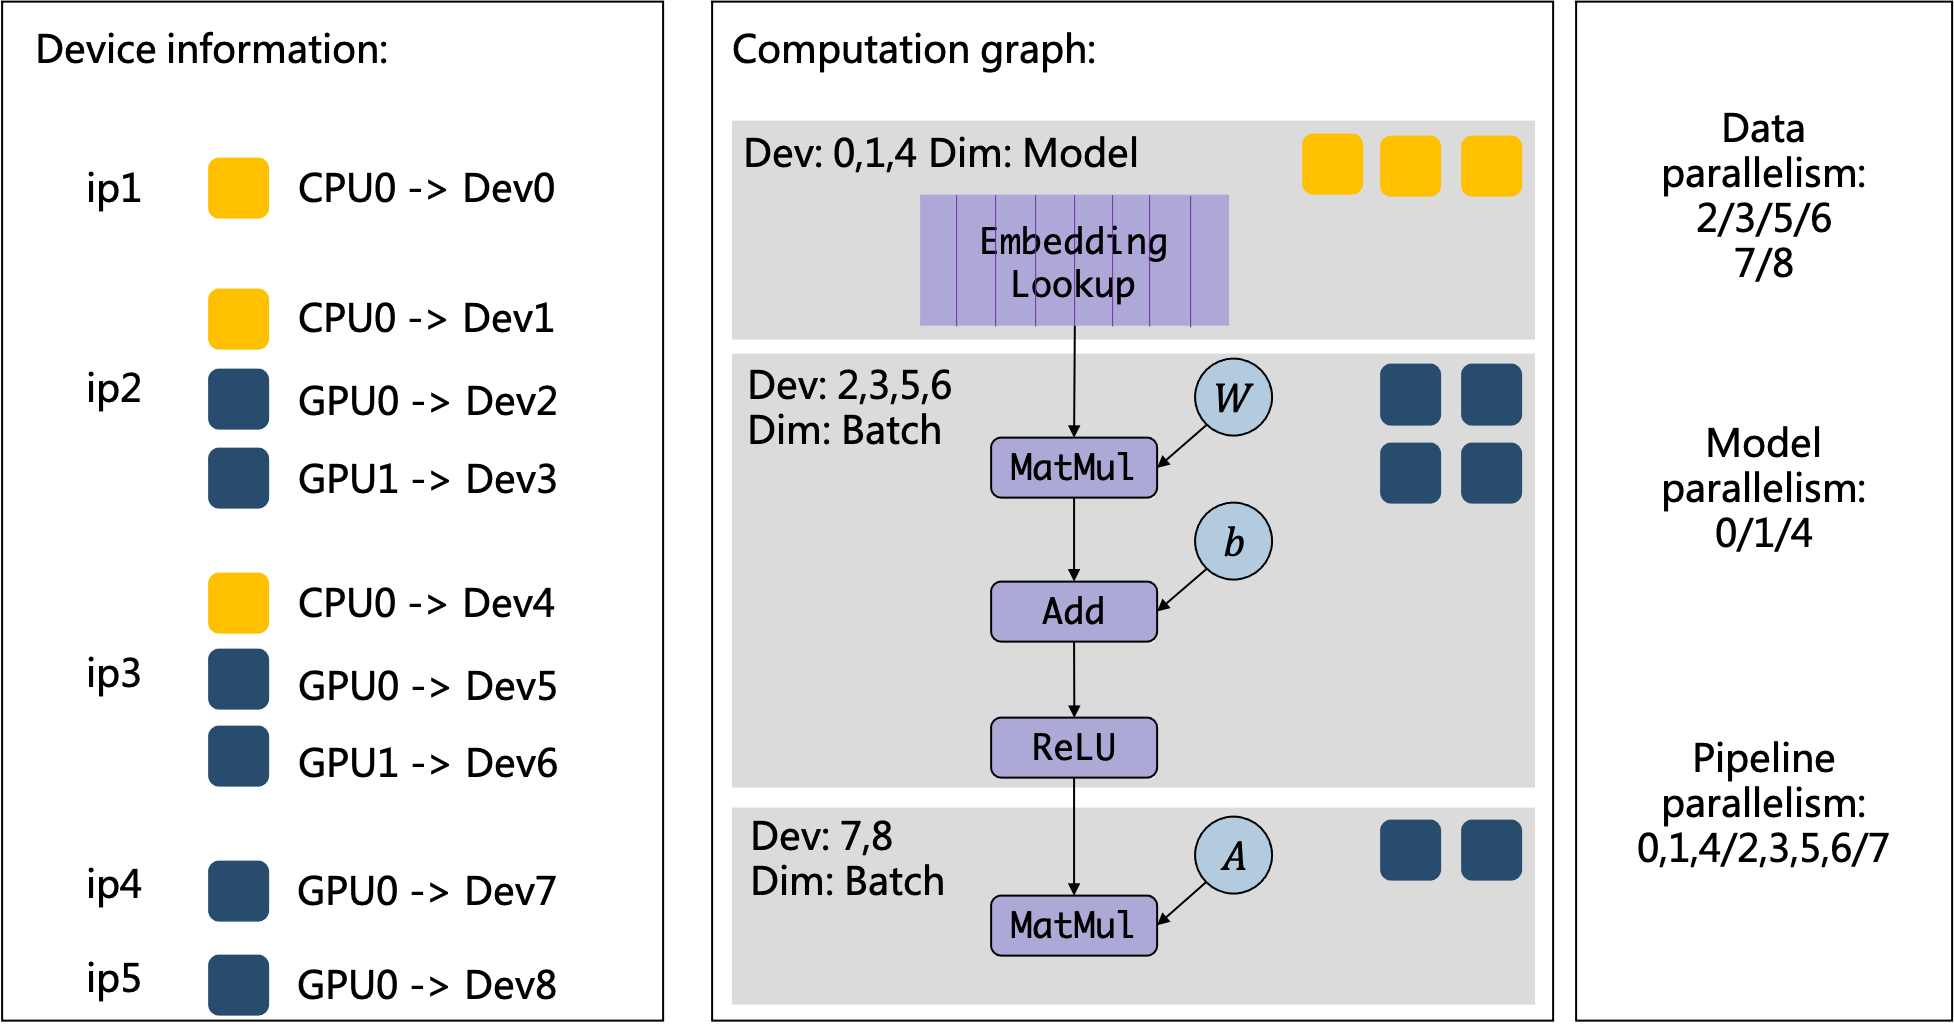 Device information:
ip1
CPU0 -> Dev0
CPU0 -> Dev1
ip2
GPU0 -> Dev2
GPU1 -> Dev3
CPU0 -> Dev4
ip3
GPU0 -> Dev5
GPU1 -> Dev6
ip4
GPU0 -> Dev7
ip5
GPU0 -> Dev8
Computation graph:
Dev: 0,1,4 Dim: Model
Embedding
Lookup
Dev: 2,3,5,6
Dim: Batch
W
MatMul
b
Add
ReLU
Dev: 7,8
Dim: Batch
A
MatMul
Data
parallelism:
2/3/5/6
7/8
Model
parallelism:
0/1/4
Pipeline
parallelism:
0,1,4/2,3,5,6/7